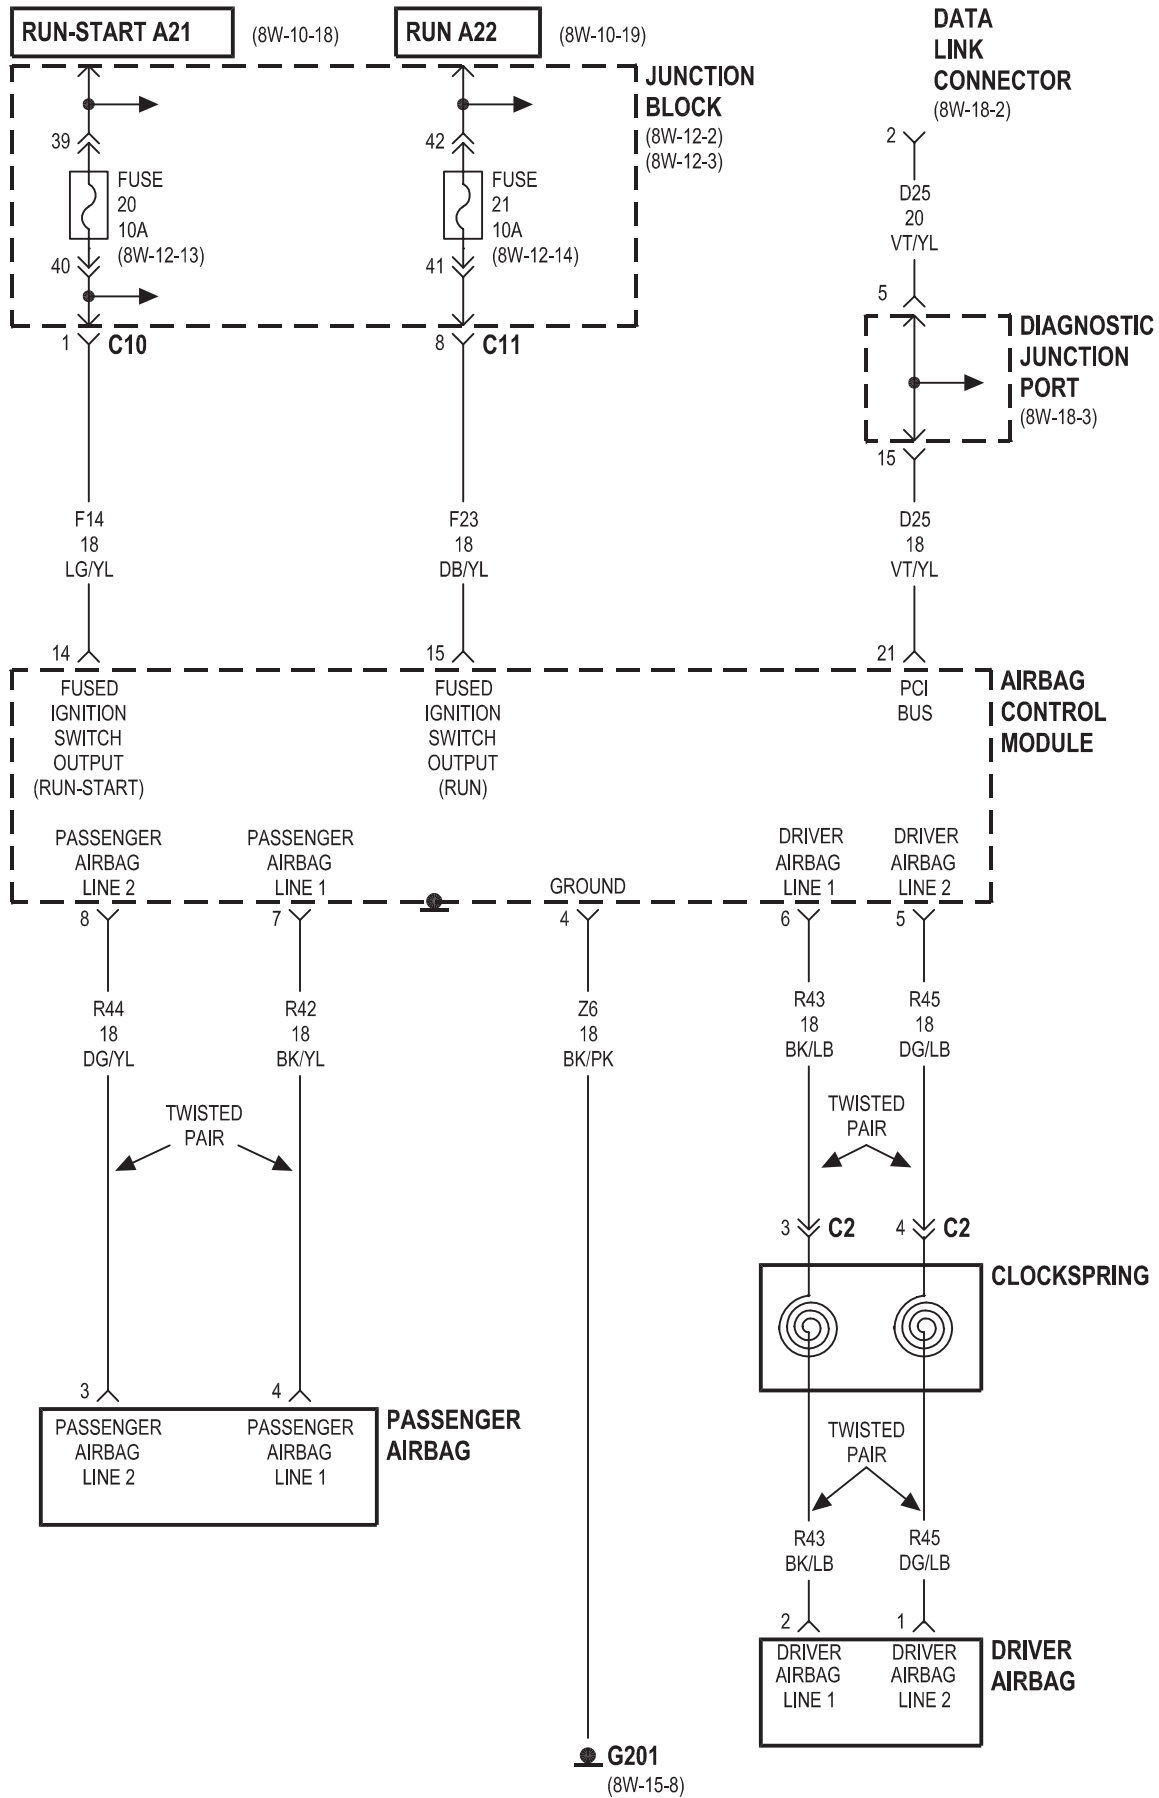 RUN-START A21
(8W-10-18)
RUN A22
(8W-10-19)
DATA
LINK
CONNECTOR
(8W-18-2)
JUNCTION
BLOCK
(8W-12-2)
(8W-12-3)
39
FUSE
20
10A
(8W-12-13)
40
1
C10
42
FUSE
21
10A
(8W-12-14)
41
8
C11
2
D25
20
VT/YL
5
DIAGNOSTIC
JUNCTION
PORT
(8W-18-3)
15
F14
18
LG/YL
14
F23
18
DB/YL
15
D25
18
VT/YL
21
FUSED
IGNITION
SWITCH
OUTPUT
(RUN-START)
FUSED
IGNITION
SWITCH
OUTPUT
(RUN)
PCI
BUS
AIRBAG
CONTROL
MODULE
PASSENGER
AIRBAG
LINE 2
PASSENGER
AIRBAG
LINE 1
GROUND
DRIVER
AIRBAG
LINE 1
DRIVER
AIRBAG
LINE 2
8
7
4
6
5
R44
18
DG/YL
R42
18
BK/YL
Z6
18
BK/PK
R43
18
BK/LB
R45
18
DG/LB
TWISTED
PAIR
TWISTED
PAIR
3
C2
4
C2
CLOCKSPRING
3
4
PASSENGER
AIRBAG
LINE 2
PASSENGER
AIRBAG
LINE 1
PASSENGER
AIRBAG
TWISTED
PAIR
R43
BK/LB
R45
DG/LB
2
1
DRIVER
AIRBAG
LINE 1
DRIVER
AIRBAG
LINE 2
DRIVER
AIRBAG
G201
(8W-15-8)